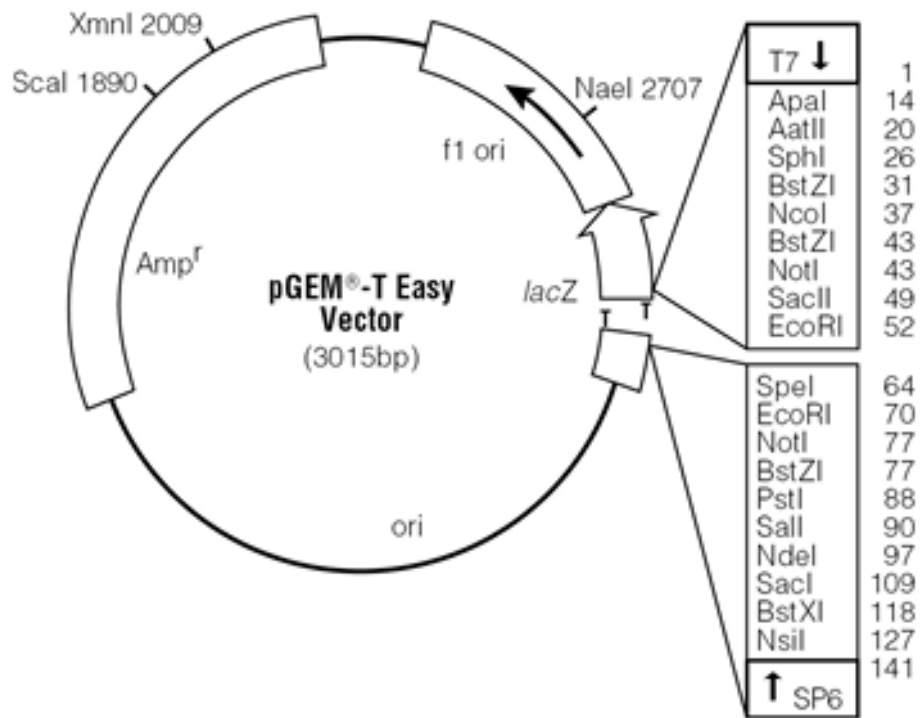 XmnI 2009
ScaI 1890
NaeI 2707
f1 ori
Ampʳ
pGEM®-T Easy
Vector
(3015bp)
lacZ
T T
ori
T7 ↓
1
ApaI 14
AatII 20
SphI 26
BstZI 31
NcoI 37
BstZI 43
NotI 43
SacII 49
EcoRI 52
SpeI 64
EcoRI 70
NotI 77
BstZI 77
PstI 88
SalI 90
NdeI 97
SacI 109
BstXI 118
NsiI 127
141
↑ SP6